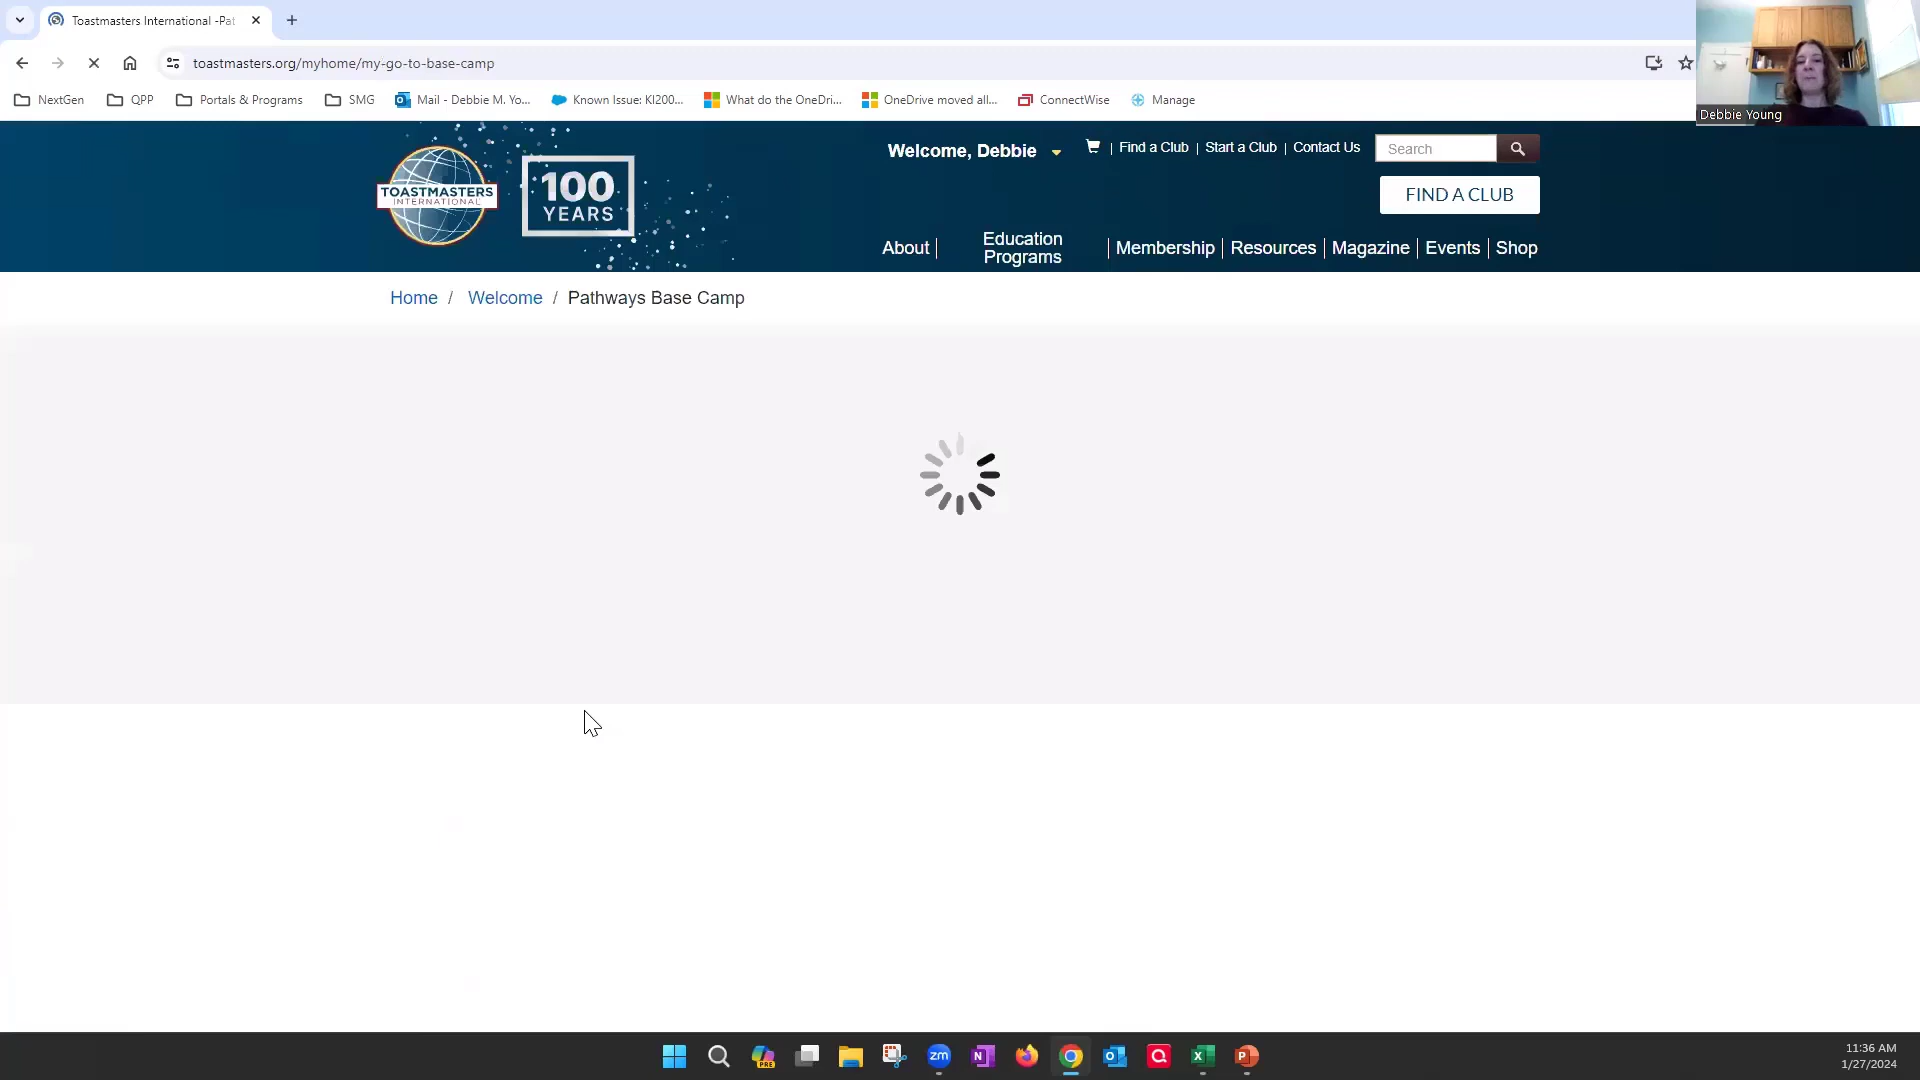 Toastmasters International -Pat
toastmasters.org/myhome/my-go-to-base-camp
NextGen
QPP
Portals & Programs
SMG
Mail - Debbie M. Yo...
Known Issue: KI200...
What do the OneDri...
OneDrive moved all...
ConnectWise
Manage
Debbie Young
TOASTMASTERS
INTERNATIONAL
100
YEARS
Welcome, Debbie
| Find a Club | Start a Club | Contact Us
Search
FIND A CLUB
About
Education
Programs
Membership
Resources
Magazine
Events
Shop
Home / Welcome / Pathways Base Camp
PRE
zm
N
O
Q
X
P
11:36 AM
1/27/2024